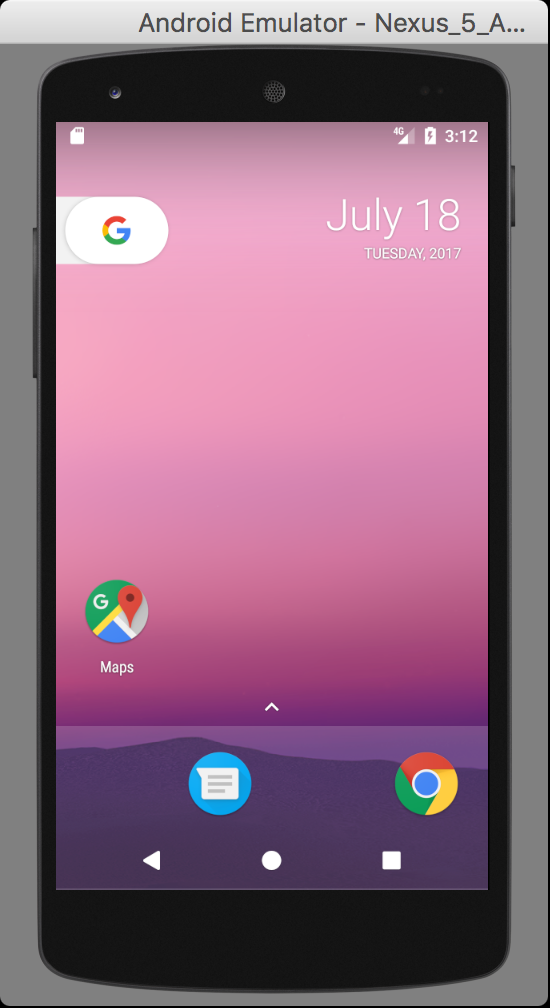 Android Emulator - Nexus_5_A...
4G 3:12
G
July 18
TUESDAY, 2017
G
Maps